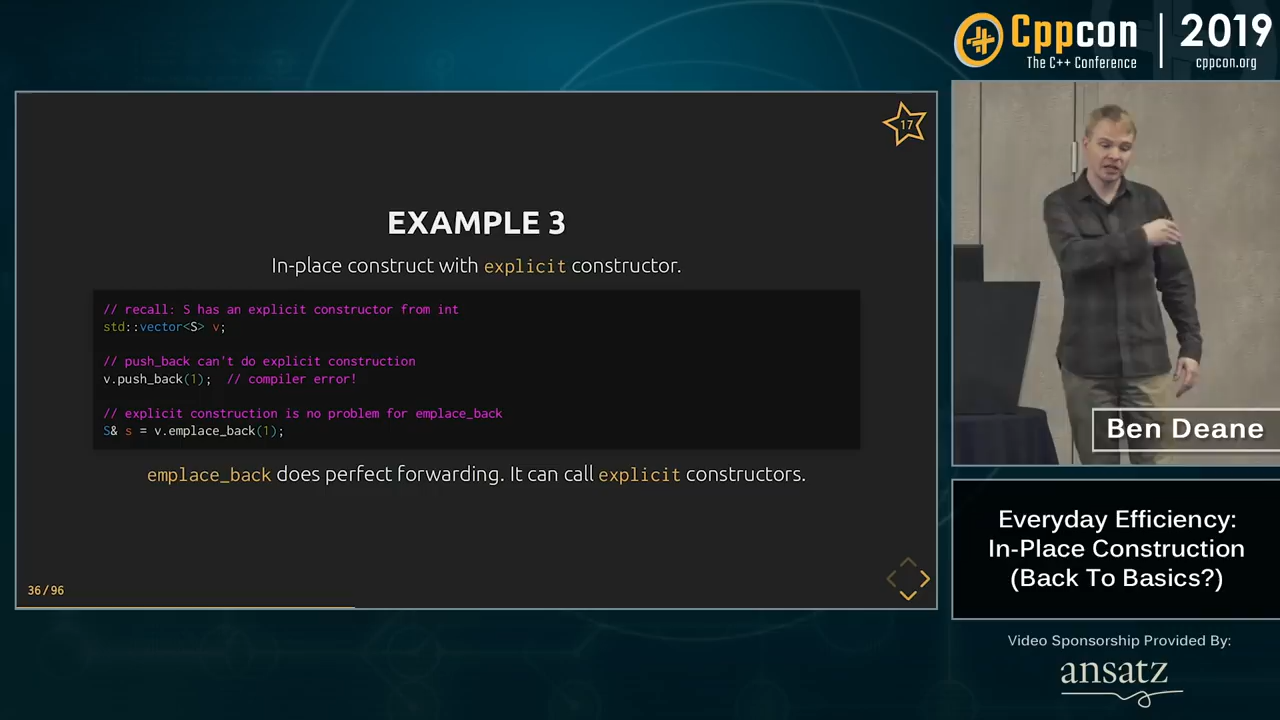 Cppcon
The C++ Conference
2019
cppcon.org
17
EXAMPLE 3
In-place construct with explicit constructor.
// recall: S has an explicit constructor from int
std::vector<S> v;
// push_back can't do explicit construction
v.push_back(1);  // compiler error!
// explicit construction is no problem for emplace_back
S& s = v.emplace_back(1);
emplace_back does perfect forwarding. It can call explicit constructors.
36/96
Ben Deane
Everyday Efficiency:
In-Place Construction
(Back To Basics?)
Video Sponsorship Provided By:
ansatz